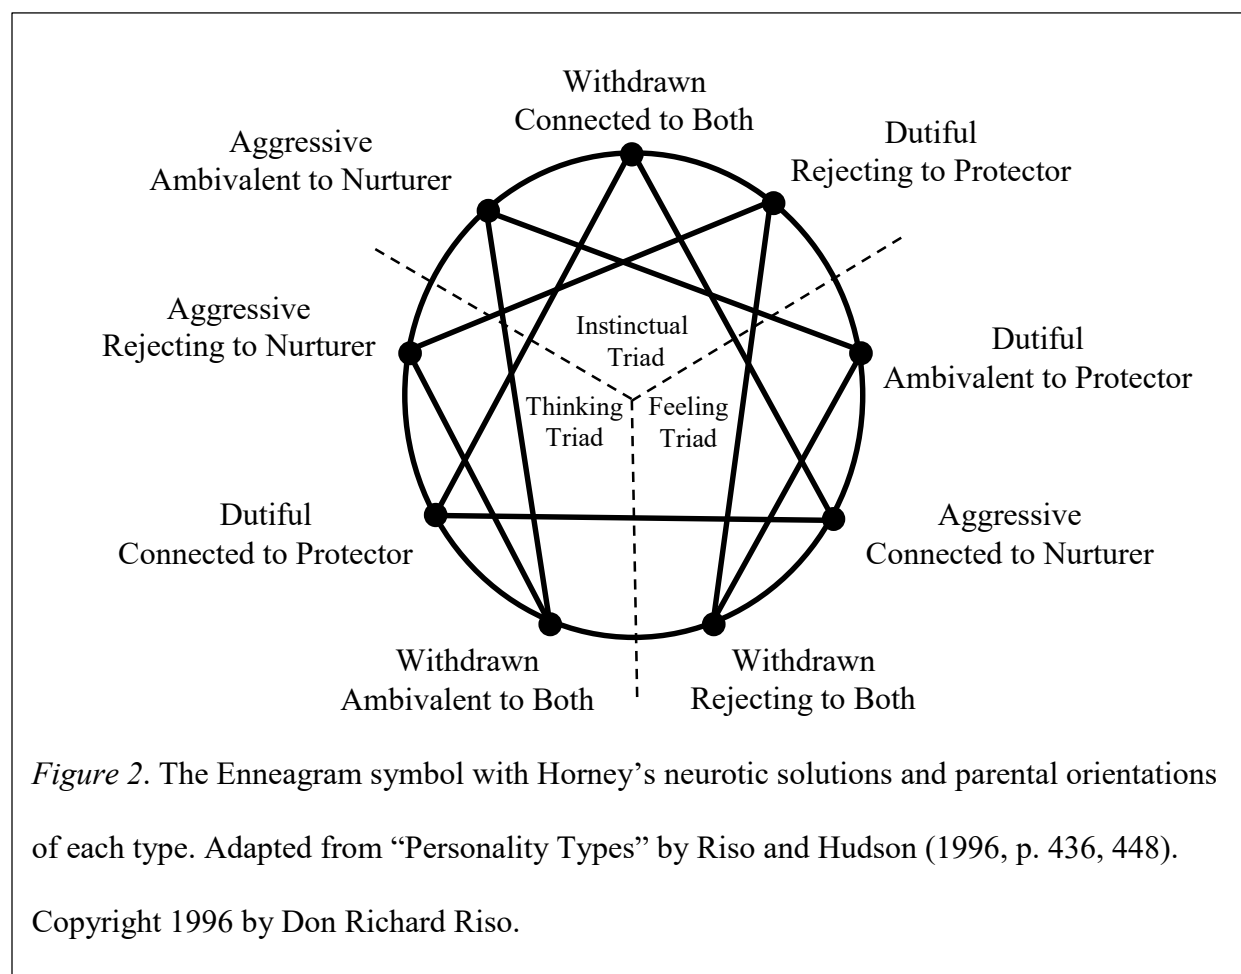 Withdrawn
Connected to Both
Dutiful
Rejecting to Protector
Aggressive
Ambivalent to Nurturer
Aggressive
Rejecting to Nurturer
Instinctual
Triad
Dutiful
Ambivalent to Protector
Thinking
Triad
Feeling
Triad
Dutiful
Connected to Protector
Aggressive
Connected to Nurturer
Withdrawn
Ambivalent to Both
Withdrawn
Rejecting to Both
Figure 2. The Enneagram symbol with Horney’s neurotic solutions and parental orientations
of each type. Adapted from “Personality Types” by Riso and Hudson (1996, p. 436, 448).
Copyright 1996 by Don Richard Riso.